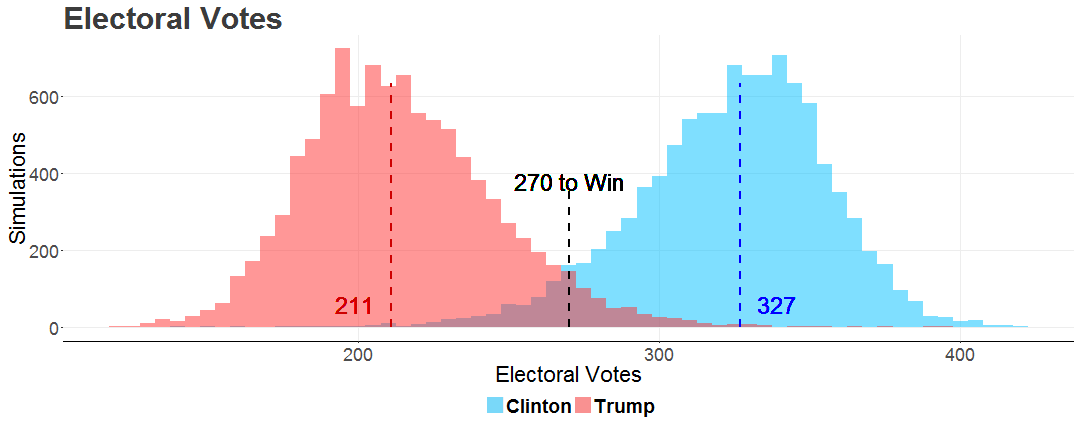 Electoral Votes
Simulations
600
400
200
0
270 to Win
211
327
200 300 400
Electoral Votes
Clinton Trump